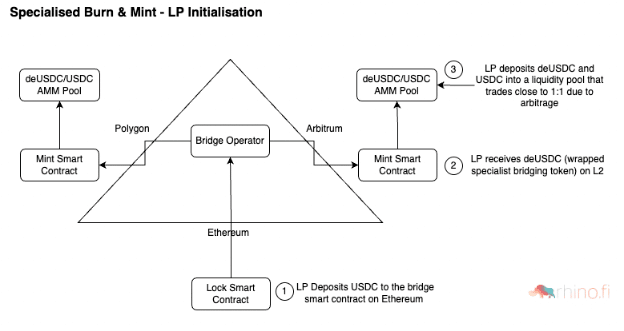 Specialised Burn & Mint - LP Initialisation
deUSDC/USDC
AMM Pool
deUSDC/USDC
AMM Pool
3
LP deposits deUSDC and
USDC into a liquidity pool that
trades close to 1:1 due to
arbitrage
Polygon
Bridge Operator
Arbitrum
Mint Smart
Contract
Mint Smart
Contract
2
LP receives deUSDC (wrapped
specialist bridging token) on L2
Ethereum
Lock Smart
Contract
1
LP Deposits USDC to the bridge
smart contract on Ethereum
rhino.fi